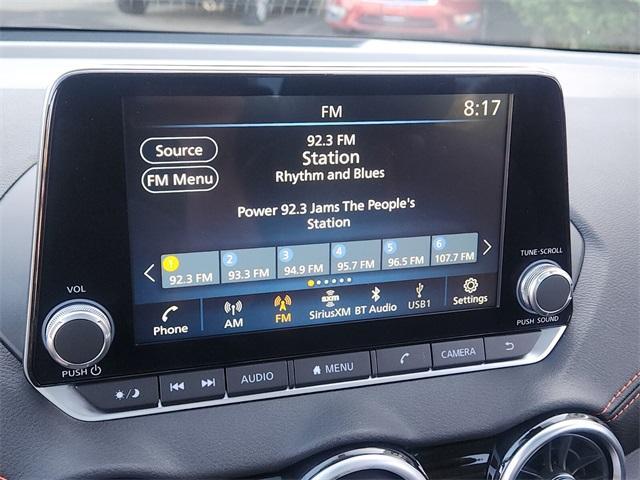 FM
8:17
92.3 FM
Source
Station
Rhythm and Blues
FM Menu
Power 92.3 Jams The People's
Station
1
92.3 FM
2
93.3 FM
3
94.9 FM
4
95.7 FM
5
96.5 FM
6
107.7 FM
Phone
AM
FM
sxm
SiriusXM
BT Audio
USB1
Settings
VOL
PUSH
TUNE·SCROLL
PUSH SOUND
AUDIO
MENU
CAMERA